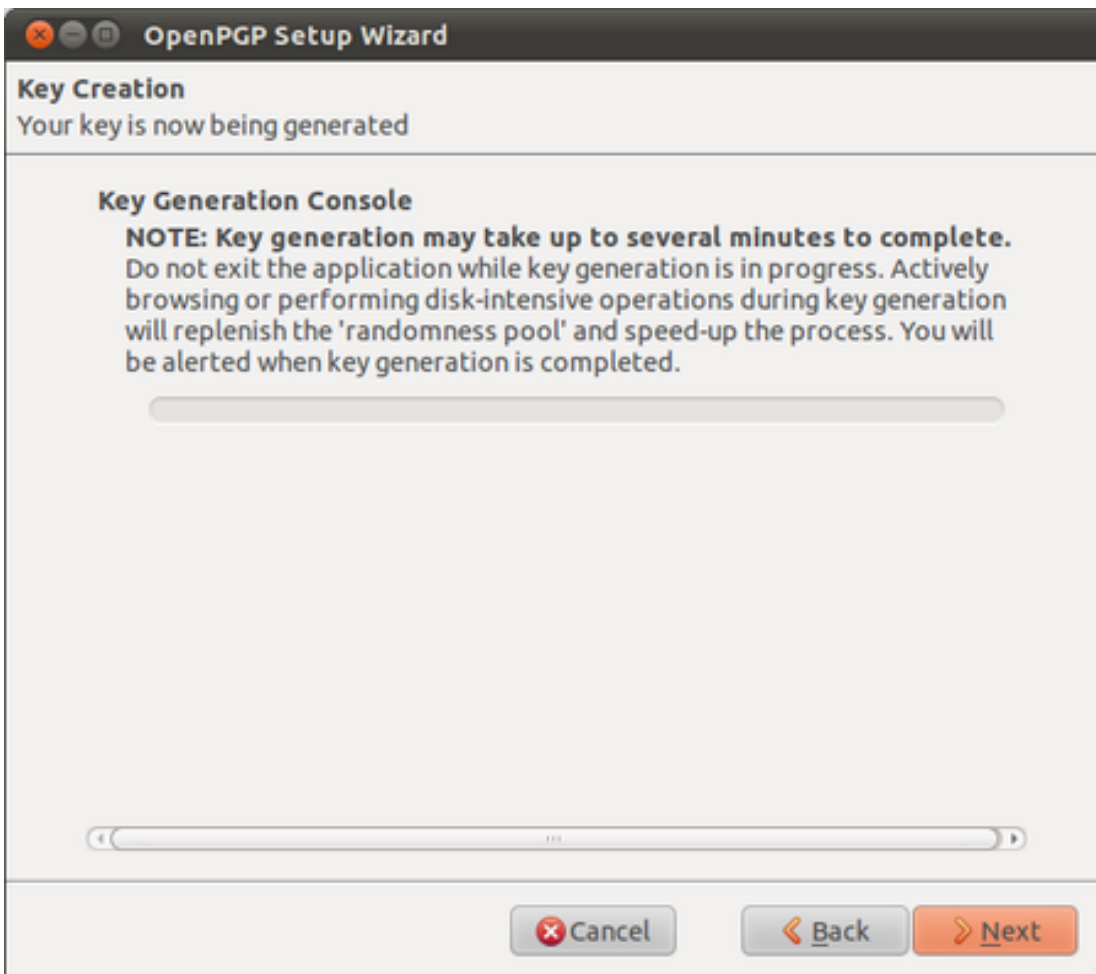 OpenPGP Setup Wizard
Key Creation
Your key is now being generated
Key Generation Console
NOTE: Key generation may take up to several minutes to complete.
Do not exit the application while key generation is in progress. Actively
browsing or performing disk-intensive operations during key generation
will replenish the 'randomness pool' and speed-up the process. You will
be alerted when key generation is completed.
Cancel
Back
Next